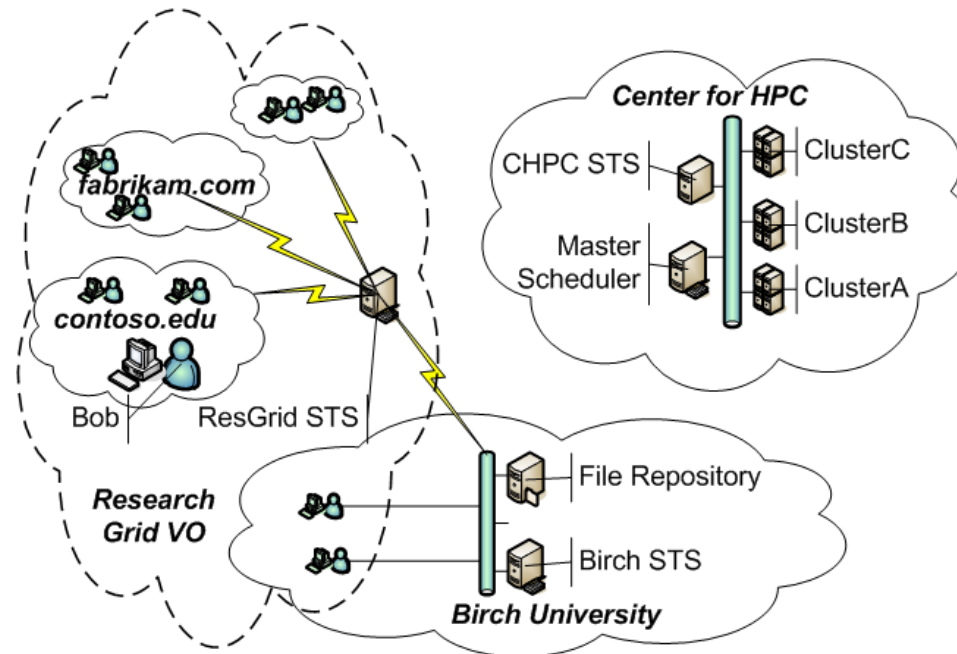 fabrikam.com
contoso.edu
Bob
ResGrid STS
Research
Grid VO
Center for HPC
CHPC STS
Master
Scheduler
ClusterC
ClusterB
ClusterA
File Repository
Birch STS
Birch University